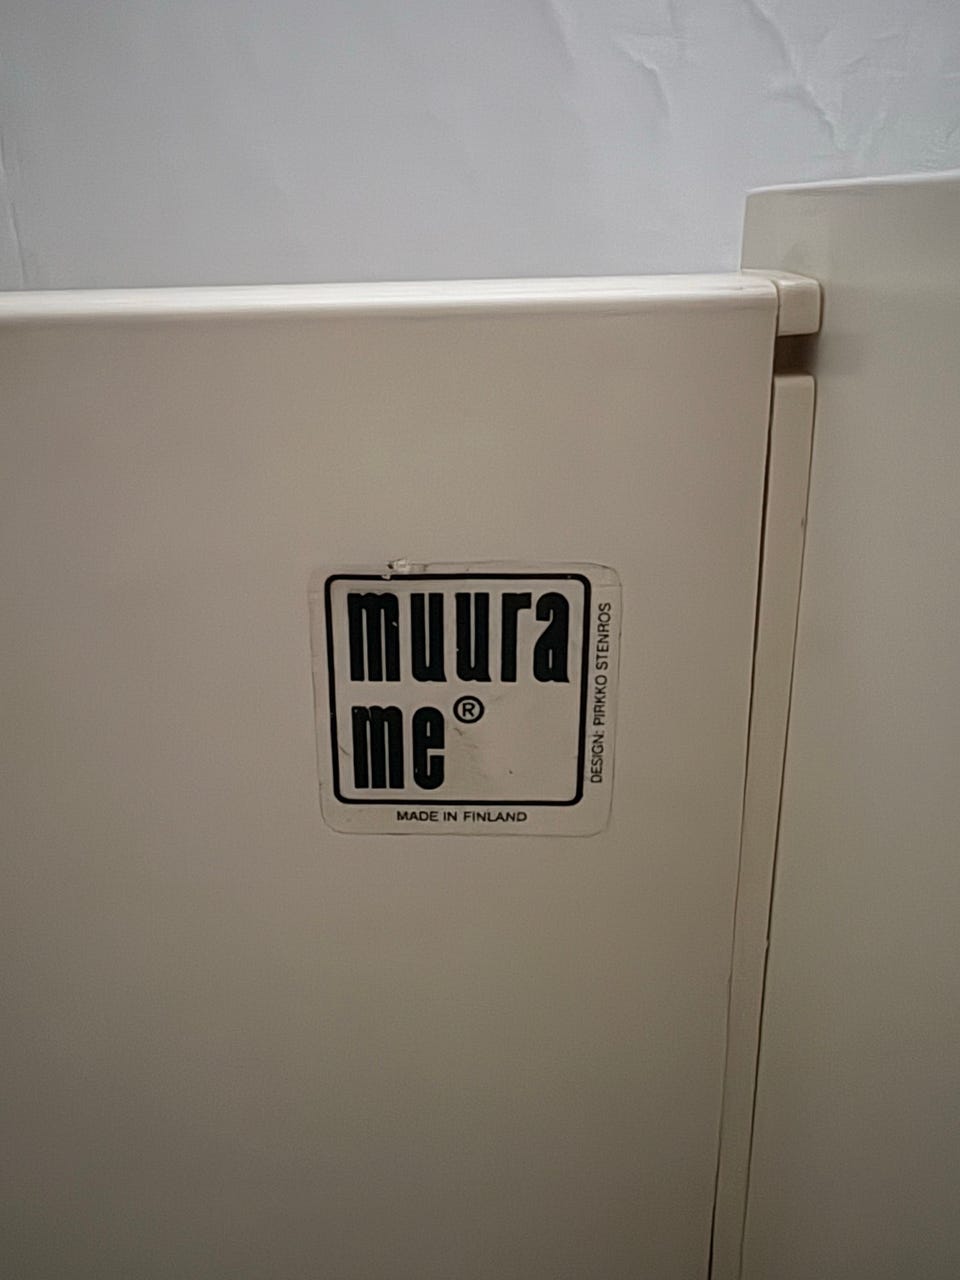 muura
me®
MADE IN FINLAND
DESIGN: PIRKKO STENROS